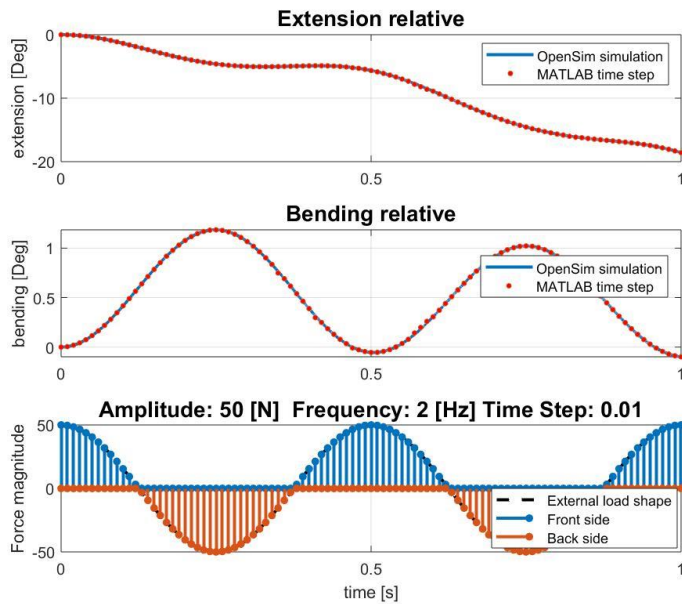 Extension relative
extension [Deg]
0
-10
-20
OpenSim simulation
MATLAB time step
0
0.5
1
Bending relative
bending [Deg]
1
0.5
0
OpenSim simulation
MATLAB time step
0
0.5
1
Amplitude: 50 [N]  Frequency: 2 [Hz] Time Step: 0.01
Force magnitude
50
0
-50
External load shape
Front side
Back side
0
0.5
1
time [s]